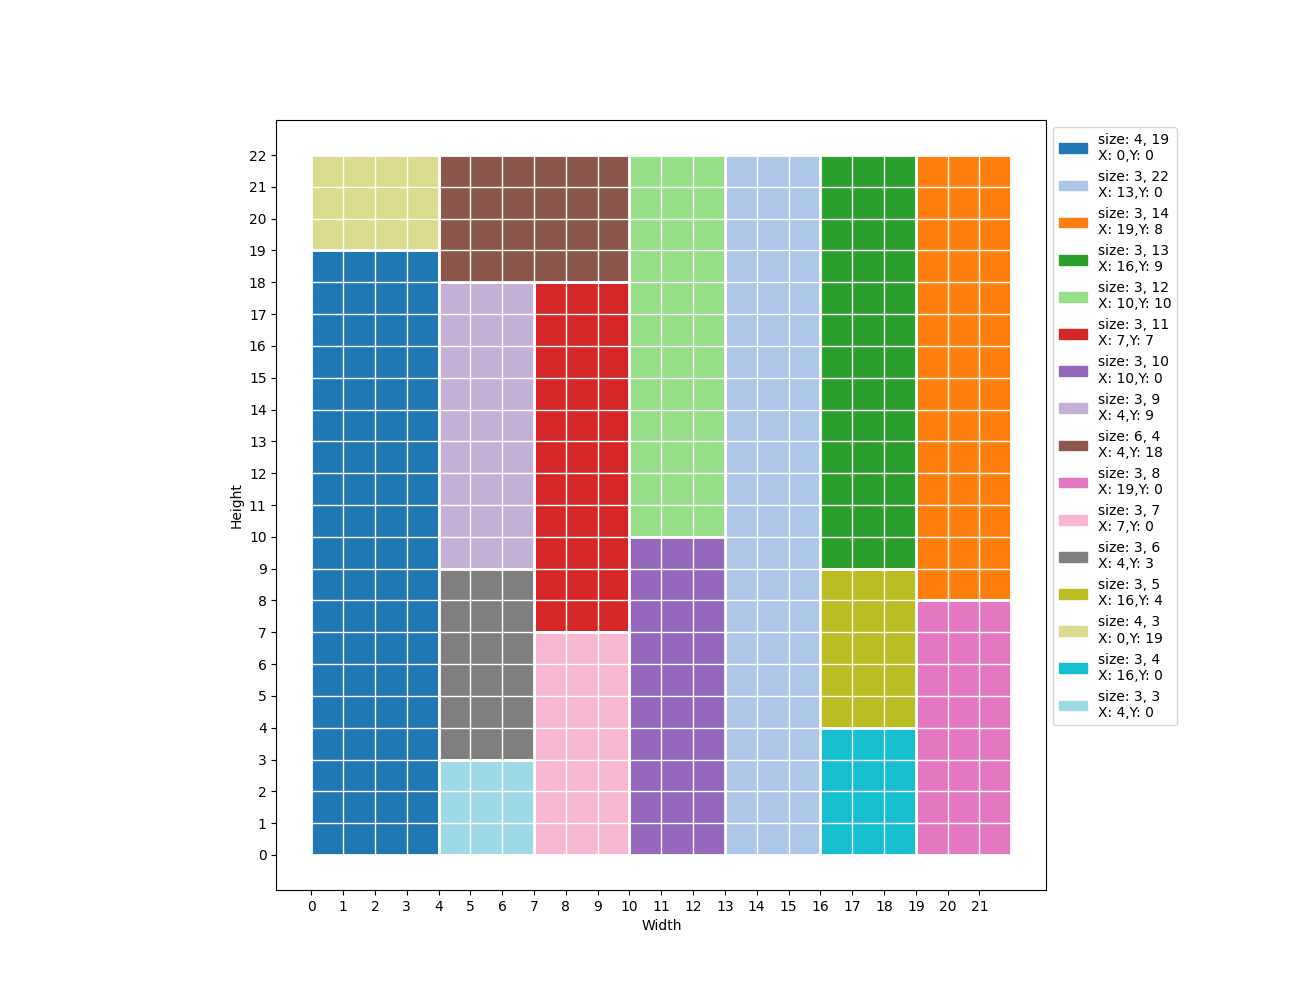 22
21
20
19
18
17
16
15
14
13
12
11
10
9
8
7
6
5
4
3
2
1
0
Height
0 1 2 3 4 5 6 7 8 9 10 11 12 13 14 15 16 17 18 19 20 21
Width
size: 4, 19
X: 0,Y: 0
size: 3, 22
X: 13,Y: 0
size: 3, 14
X: 19,Y: 8
size: 3, 13
X: 16,Y: 9
size: 3, 12
X: 10,Y: 10
size: 3, 11
X: 7,Y: 7
size: 3, 10
X: 10,Y: 0
size: 3, 9
X: 4,Y: 9
size: 6, 4
X: 4,Y: 18
size: 3, 8
X: 19,Y: 0
size: 3, 7
X: 7,Y: 0
size: 3, 6
X: 4,Y: 3
size: 3, 5
X: 16,Y: 4
size: 4, 3
X: 0,Y: 19
size: 3, 4
X: 16,Y: 0
size: 3, 3
X: 4,Y: 0